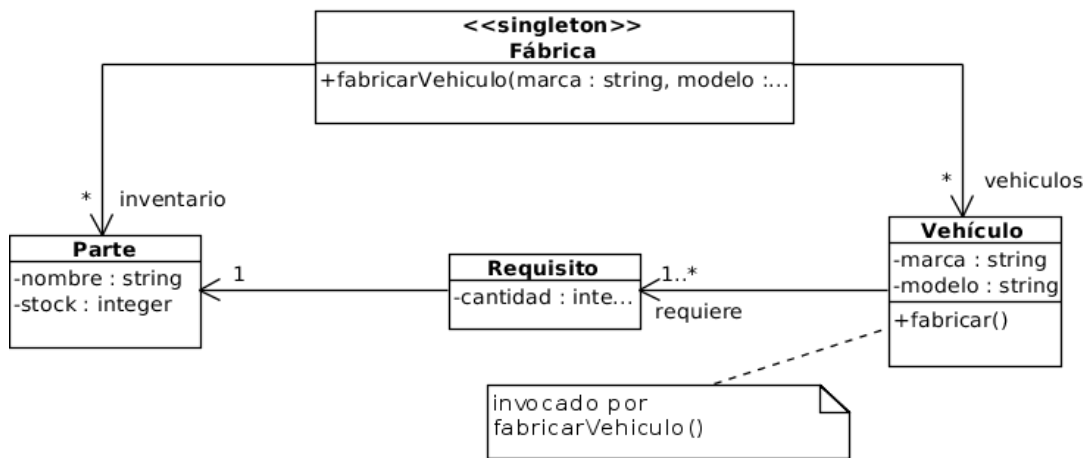 <<singleton>>
Fábrica
+fabricarVehiculo(marca : string, modelo :...
* inventario
* vehiculos
Parte
-nombre : string
-stock : integer
1
Requisito
-cantidad : inte...
1..*
requiere
Vehículo
-marca : string
-modelo : string
+fabricar()
invocado por
fabricarVehiculo()